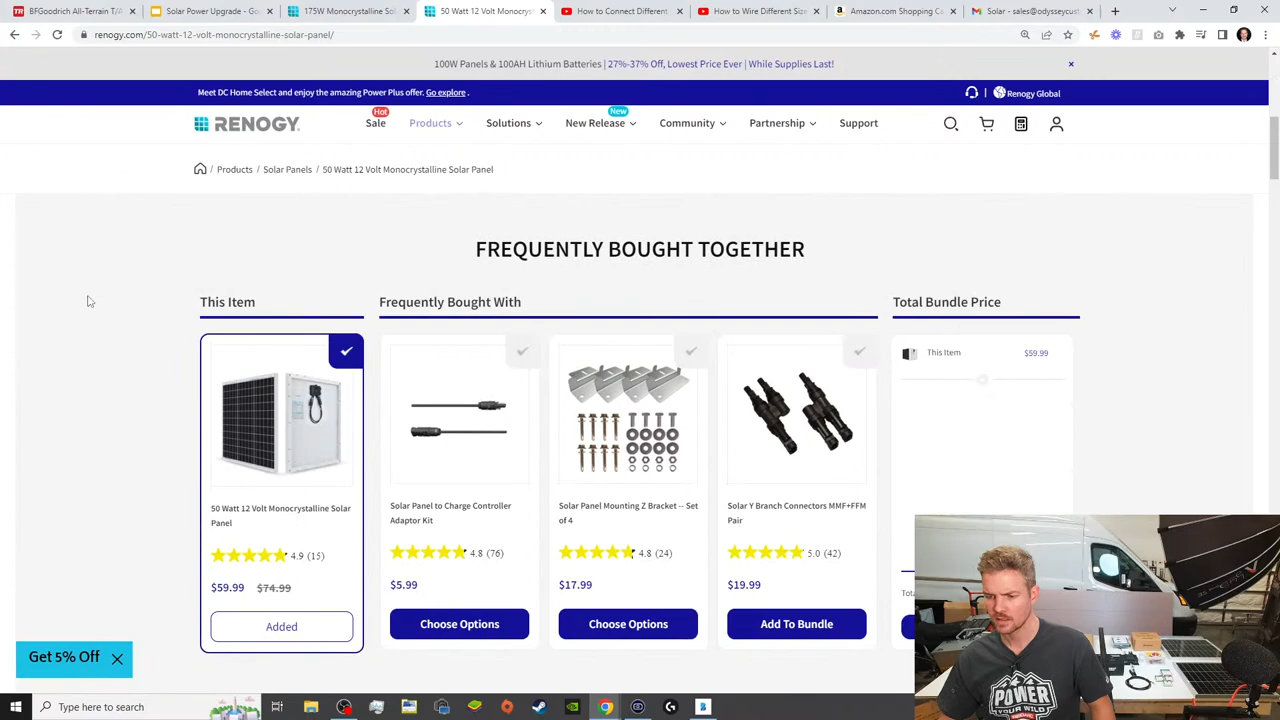 BFGoodrich All-Terrain T/A
Solar Power Upgrade - Go
175W Monocrystalline Sol
50 Watt 12 Volt Monocryst
How to Connect Different
How to Wire Different Size
Amazon.com Shopping C
Solar - sales@odysseycust
renogy.com/50-watt-12-volt-monocrystalline-solar-panel/
100W Panels & 100AH Lithium Batteries | 27%-37% Off, Lowest Price Ever | While Supplies Last!
Meet DC Home Select and enjoy the amazing Power Plus offer. Go explore .
Renogy Global
RENOGY.
Hot
Sale
Products
Solutions
New
New Release
Community
Partnership
Support
/ Products / Solar Panels / 50 Watt 12 Volt Monocrystalline Solar Panel
FREQUENTLY BOUGHT TOGETHER
This Item
Frequently Bought With
Total Bundle Price
50 Watt 12 Volt Monocrystalline Solar
Panel
4.9 (15)
$59.99 $74.99
Added
Solar Panel to Charge Controller
Adaptor Kit
4.8 (76)
$5.99
Choose Options
Solar Panel Mounting Z Bracket -- Set
of 4
4.8 (24)
$17.99
Choose Options
Solar Y Branch Connectors MMF+FFM
Pair
5.0 (42)
$19.99
Add To Bundle
This Item $59.99
Get 5% Off
POWER
YOUR WILD
Type here to search